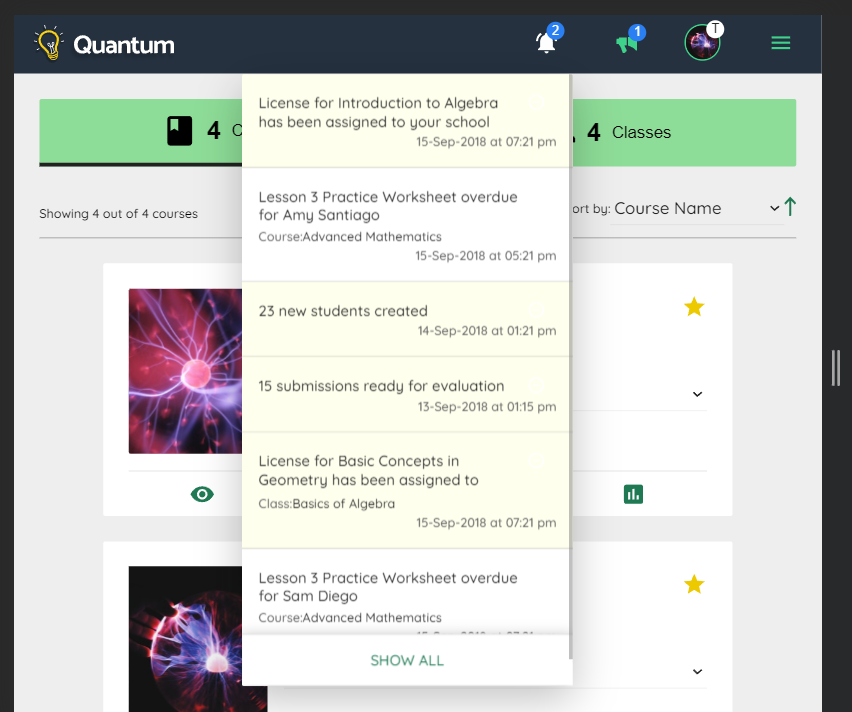 Quantum
2
1
T
4
4 Classes
Showing 4 out of 4 courses
ort by: Course Name
License for Introduction to Algebra
has been assigned to your school
15-Sep-2018 at 07:21 pm
Lesson 3 Practice Worksheet overdue
for Amy Santiago
Course:Advanced Mathematics
15-Sep-2018 at 05:21 pm
23 new students created
14-Sep-2018 at 01:21 pm
15 submissions ready for evaluation
13-Sep-2018 at 01:15 pm
License for Basic Concepts in
Geometry has been assigned to
Class:Basics of Algebra
15-Sep-2018 at 07:21 pm
Lesson 3 Practice Worksheet overdue
for Sam Diego
Course:Advanced Mathematics
SHOW ALL